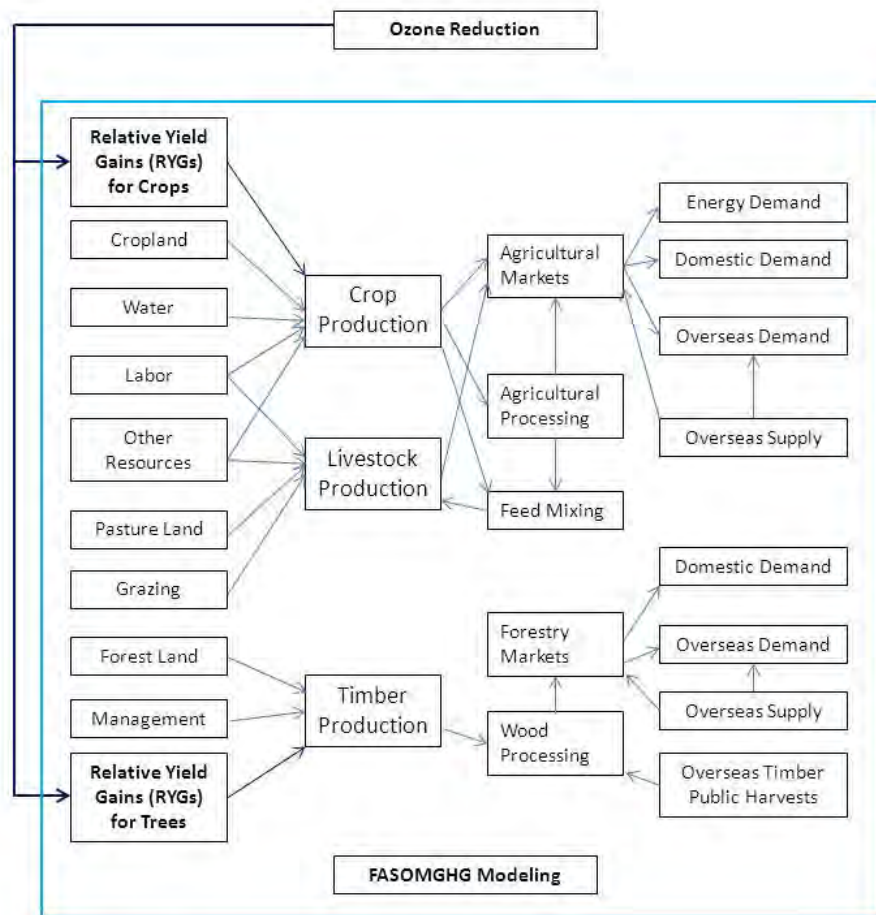 Ozone Reduction
Relative Yield
Gains (RYGs)
for Crops
Cropland
Water
Labor
Other
Resources
Pasture Land
Grazing
Forest Land
Management
Relative Yield
Gains (RYGs)
for Trees
Crop
Production
Livestock
Production
Timber
Production
Agricultural
Markets
Agricultural
Processing
Feed Mixing
Forestry
Markets
Wood
Processing
Energy Demand
Domestic Demand
Overseas Demand
Overseas Supply
Domestic Demand
Overseas Demand
Overseas Supply
Overseas Timber
Public Harvests
FASOMGHG Modeling